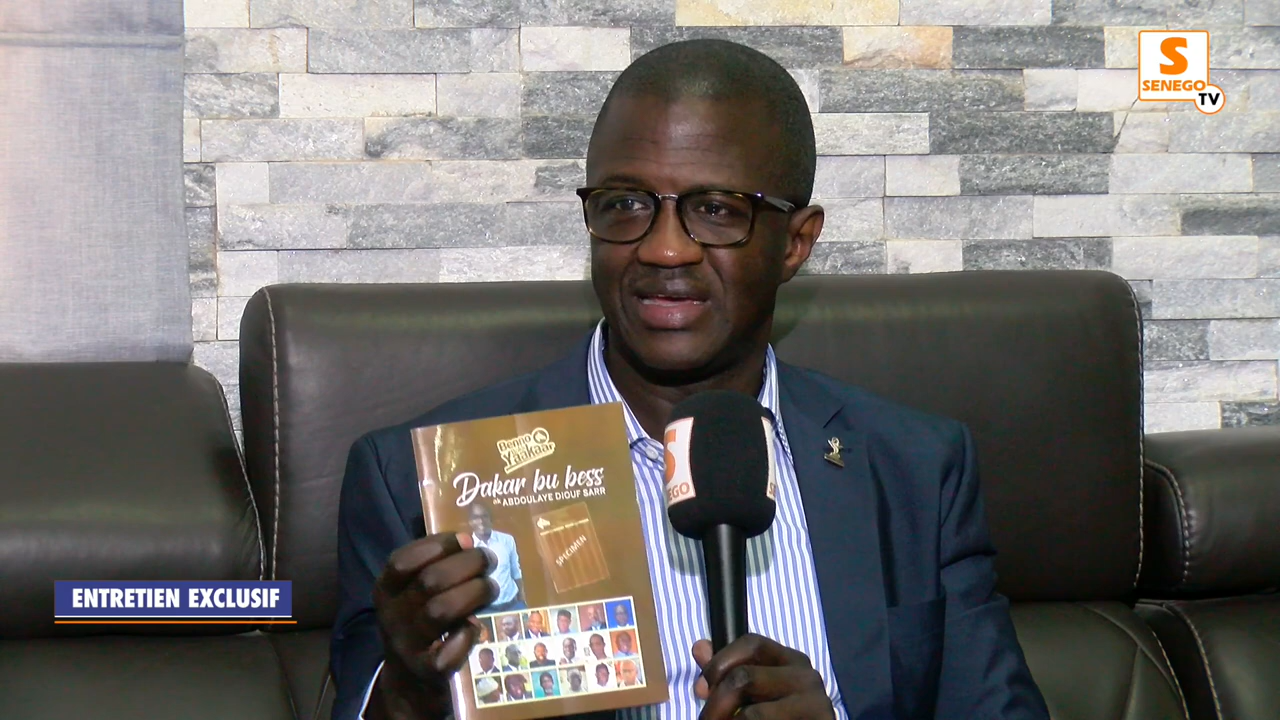 S
SENEGO
TV
Benno
YaaKaar
Dakar bu bess
ak ABDOULAYE DIOUF SARR
SPECIMEN
S
SENEGO
ENTRETIEN EXCLUSIF